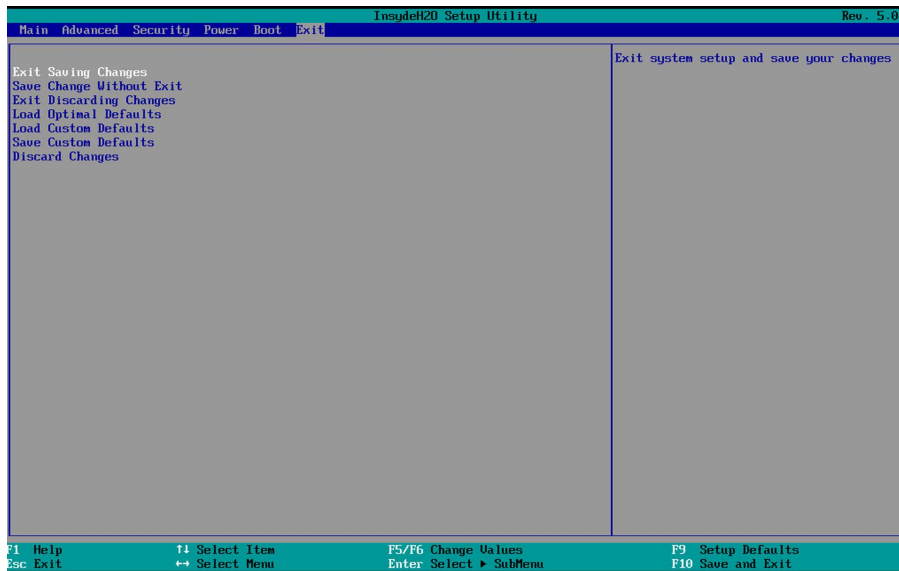 InsydeH2O Setup Utility Rev. 5.0
Main Advanced Security Power Boot Exit
Exit Saving Changes
Save Change Without Exit
Exit Discarding Changes
Load Optimal Defaults
Load Custom Defaults
Save Custom Defaults
Discard Changes
Exit system setup and save your changes
F1 Help ↑↓ Select Item F5/F6 Change Values F9 Setup Defaults
Esc Exit ↔ Select Menu Enter Select ▶ SubMenu F10 Save and Exit